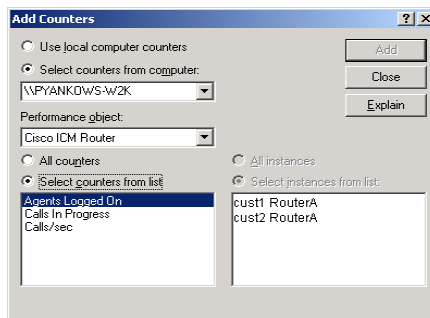 Add Counters
Use local computer counters
Select counters from computer:
\\PYANKOWS-W2K
Performance object:
Cisco ICM Router
All counters
Select counters from list
Agents Logged On
Calls In Progress
Calls/sec
Add
Close
Explain
All instances
Select instances from list:
cust1 RouterA
cust2 RouterA